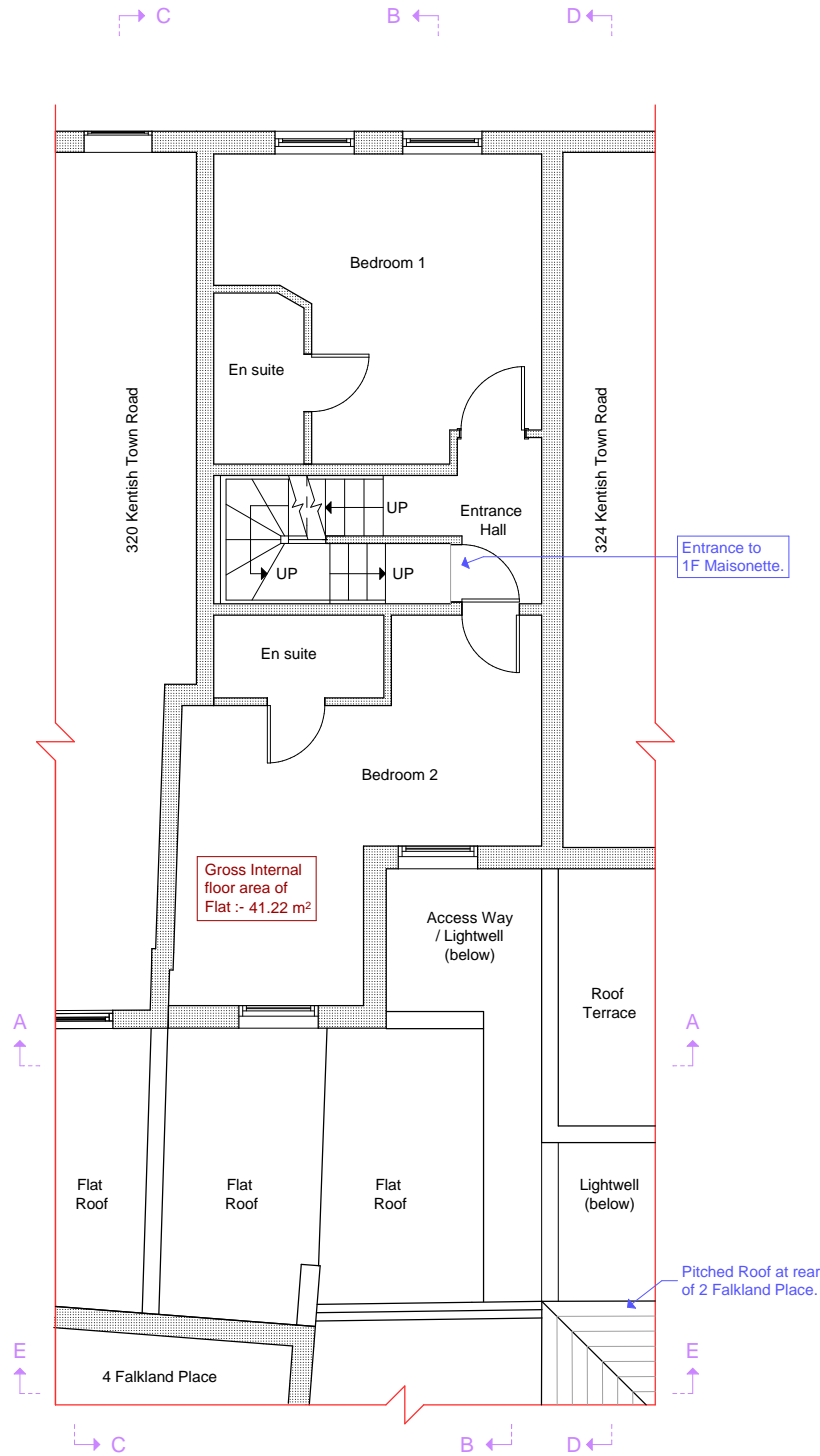 C
B
D
Bedroom 1
En suite
320 Kentish Town Road
324 Kentish Town Road
UP
Entrance
Hall
UP
UP
Entrance to
1F Maisonette.
En suite
Bedroom 2
Gross Internal
floor area of
Flat :- 41.22 m²
Access Way
/ Lightwell
(below)
Roof
Terrace
A
A
Flat
Roof
Flat
Roof
Flat
Roof
Lightwell
(below)
Pitched Roof at rear
of 2 Falkland Place.
E
E
4 Falkland Place
C
B
D